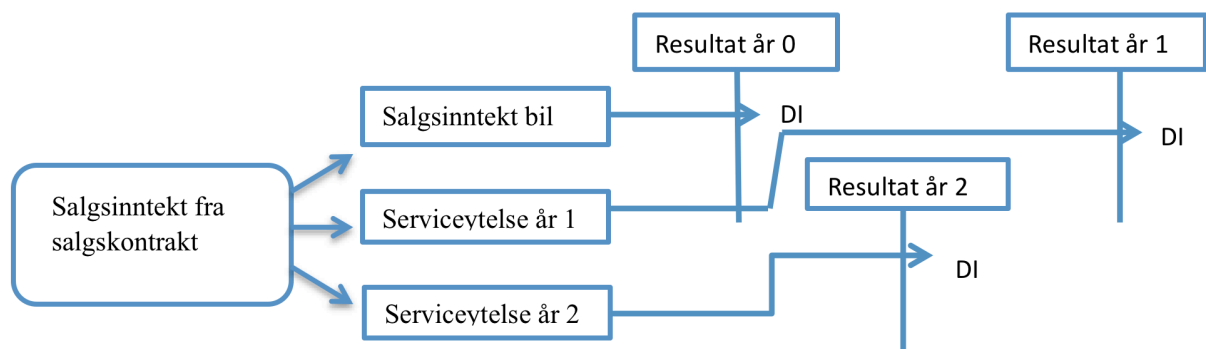 Resultat år 0
Resultat år 1
Salgsinntekt bil
DI
DI
Salgsinntekt fra
salgskontrakt
Serviceytelse år 1
Resultat år 2
DI
Serviceytelse år 2